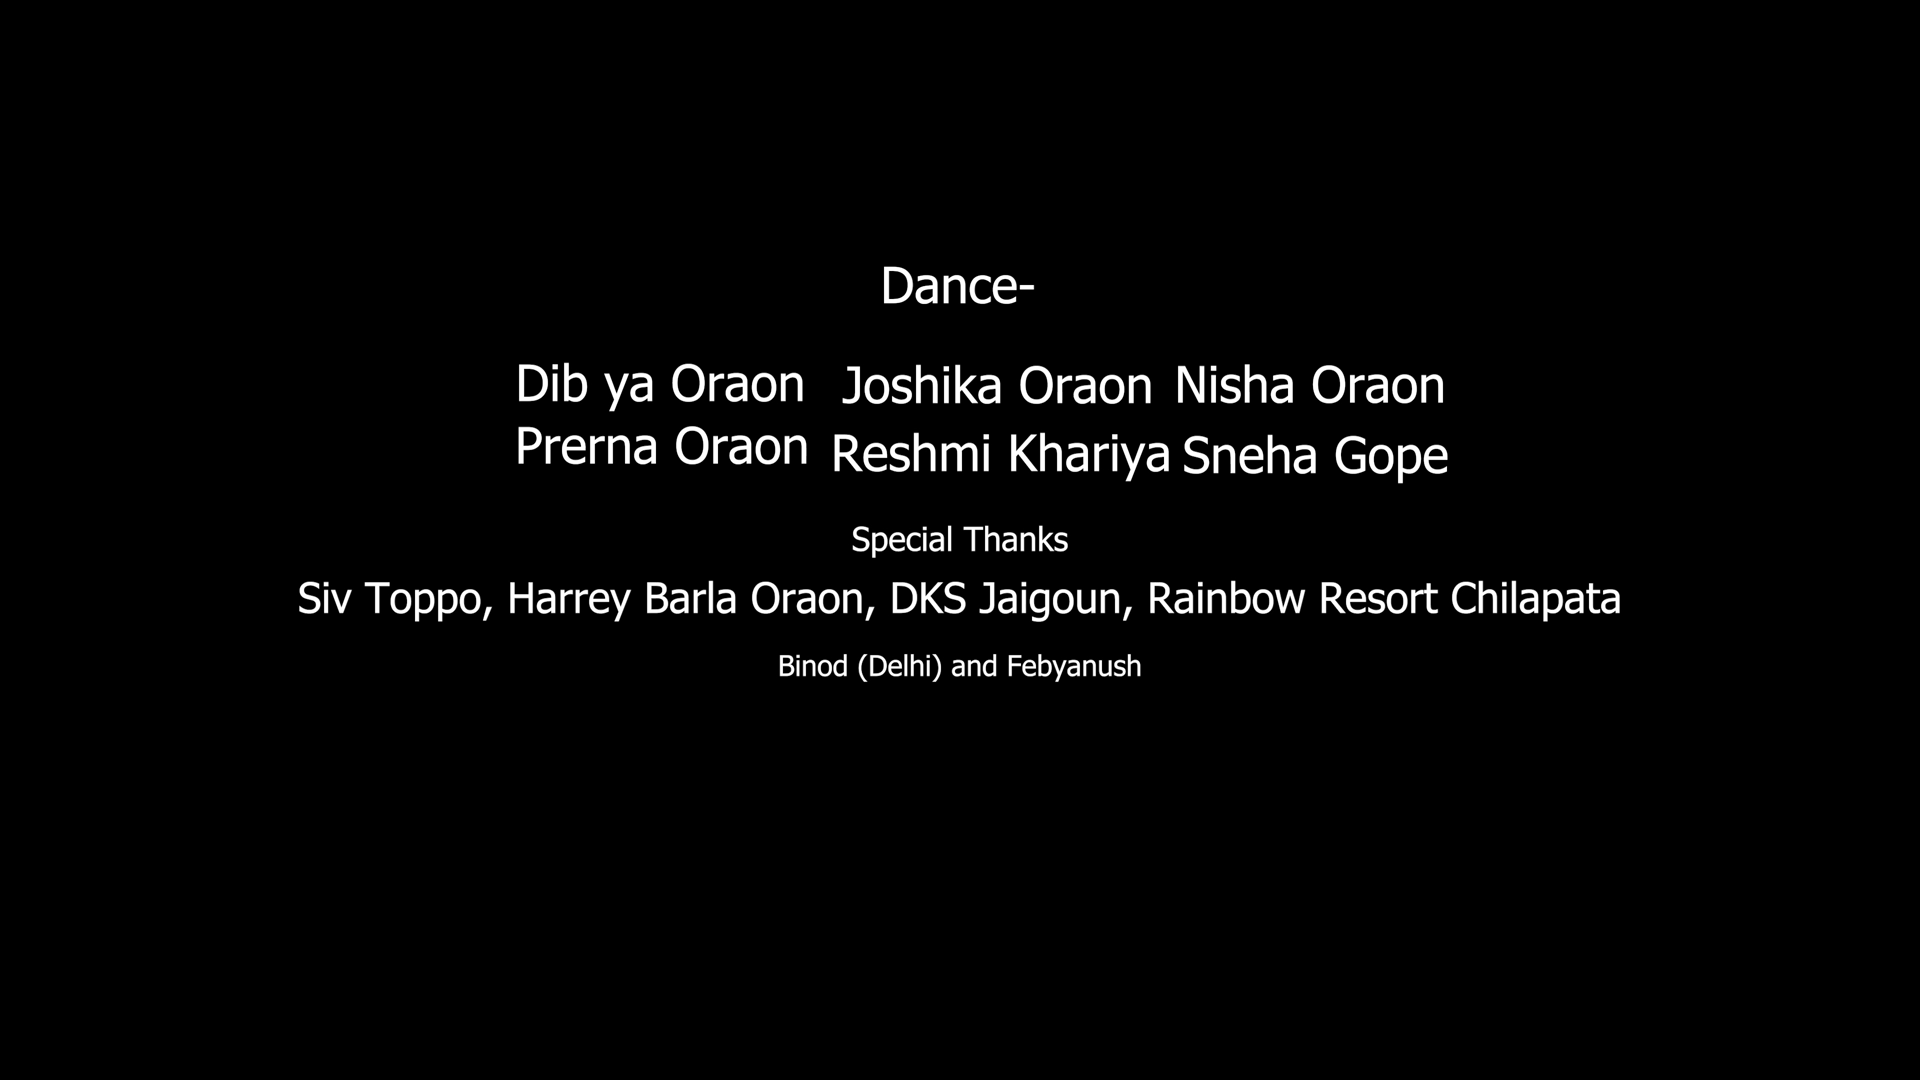 Dance-
Dib ya Oraon Joshika Oraon Nisha Oraon
Prerna Oraon Reshmi Khariya Sneha Gope
Special Thanks
Siv Toppo, Harrey Barla Oraon, DKS Jaigoun, Rainbow Resort Chilapata
Binod (Delhi) and Febyanush